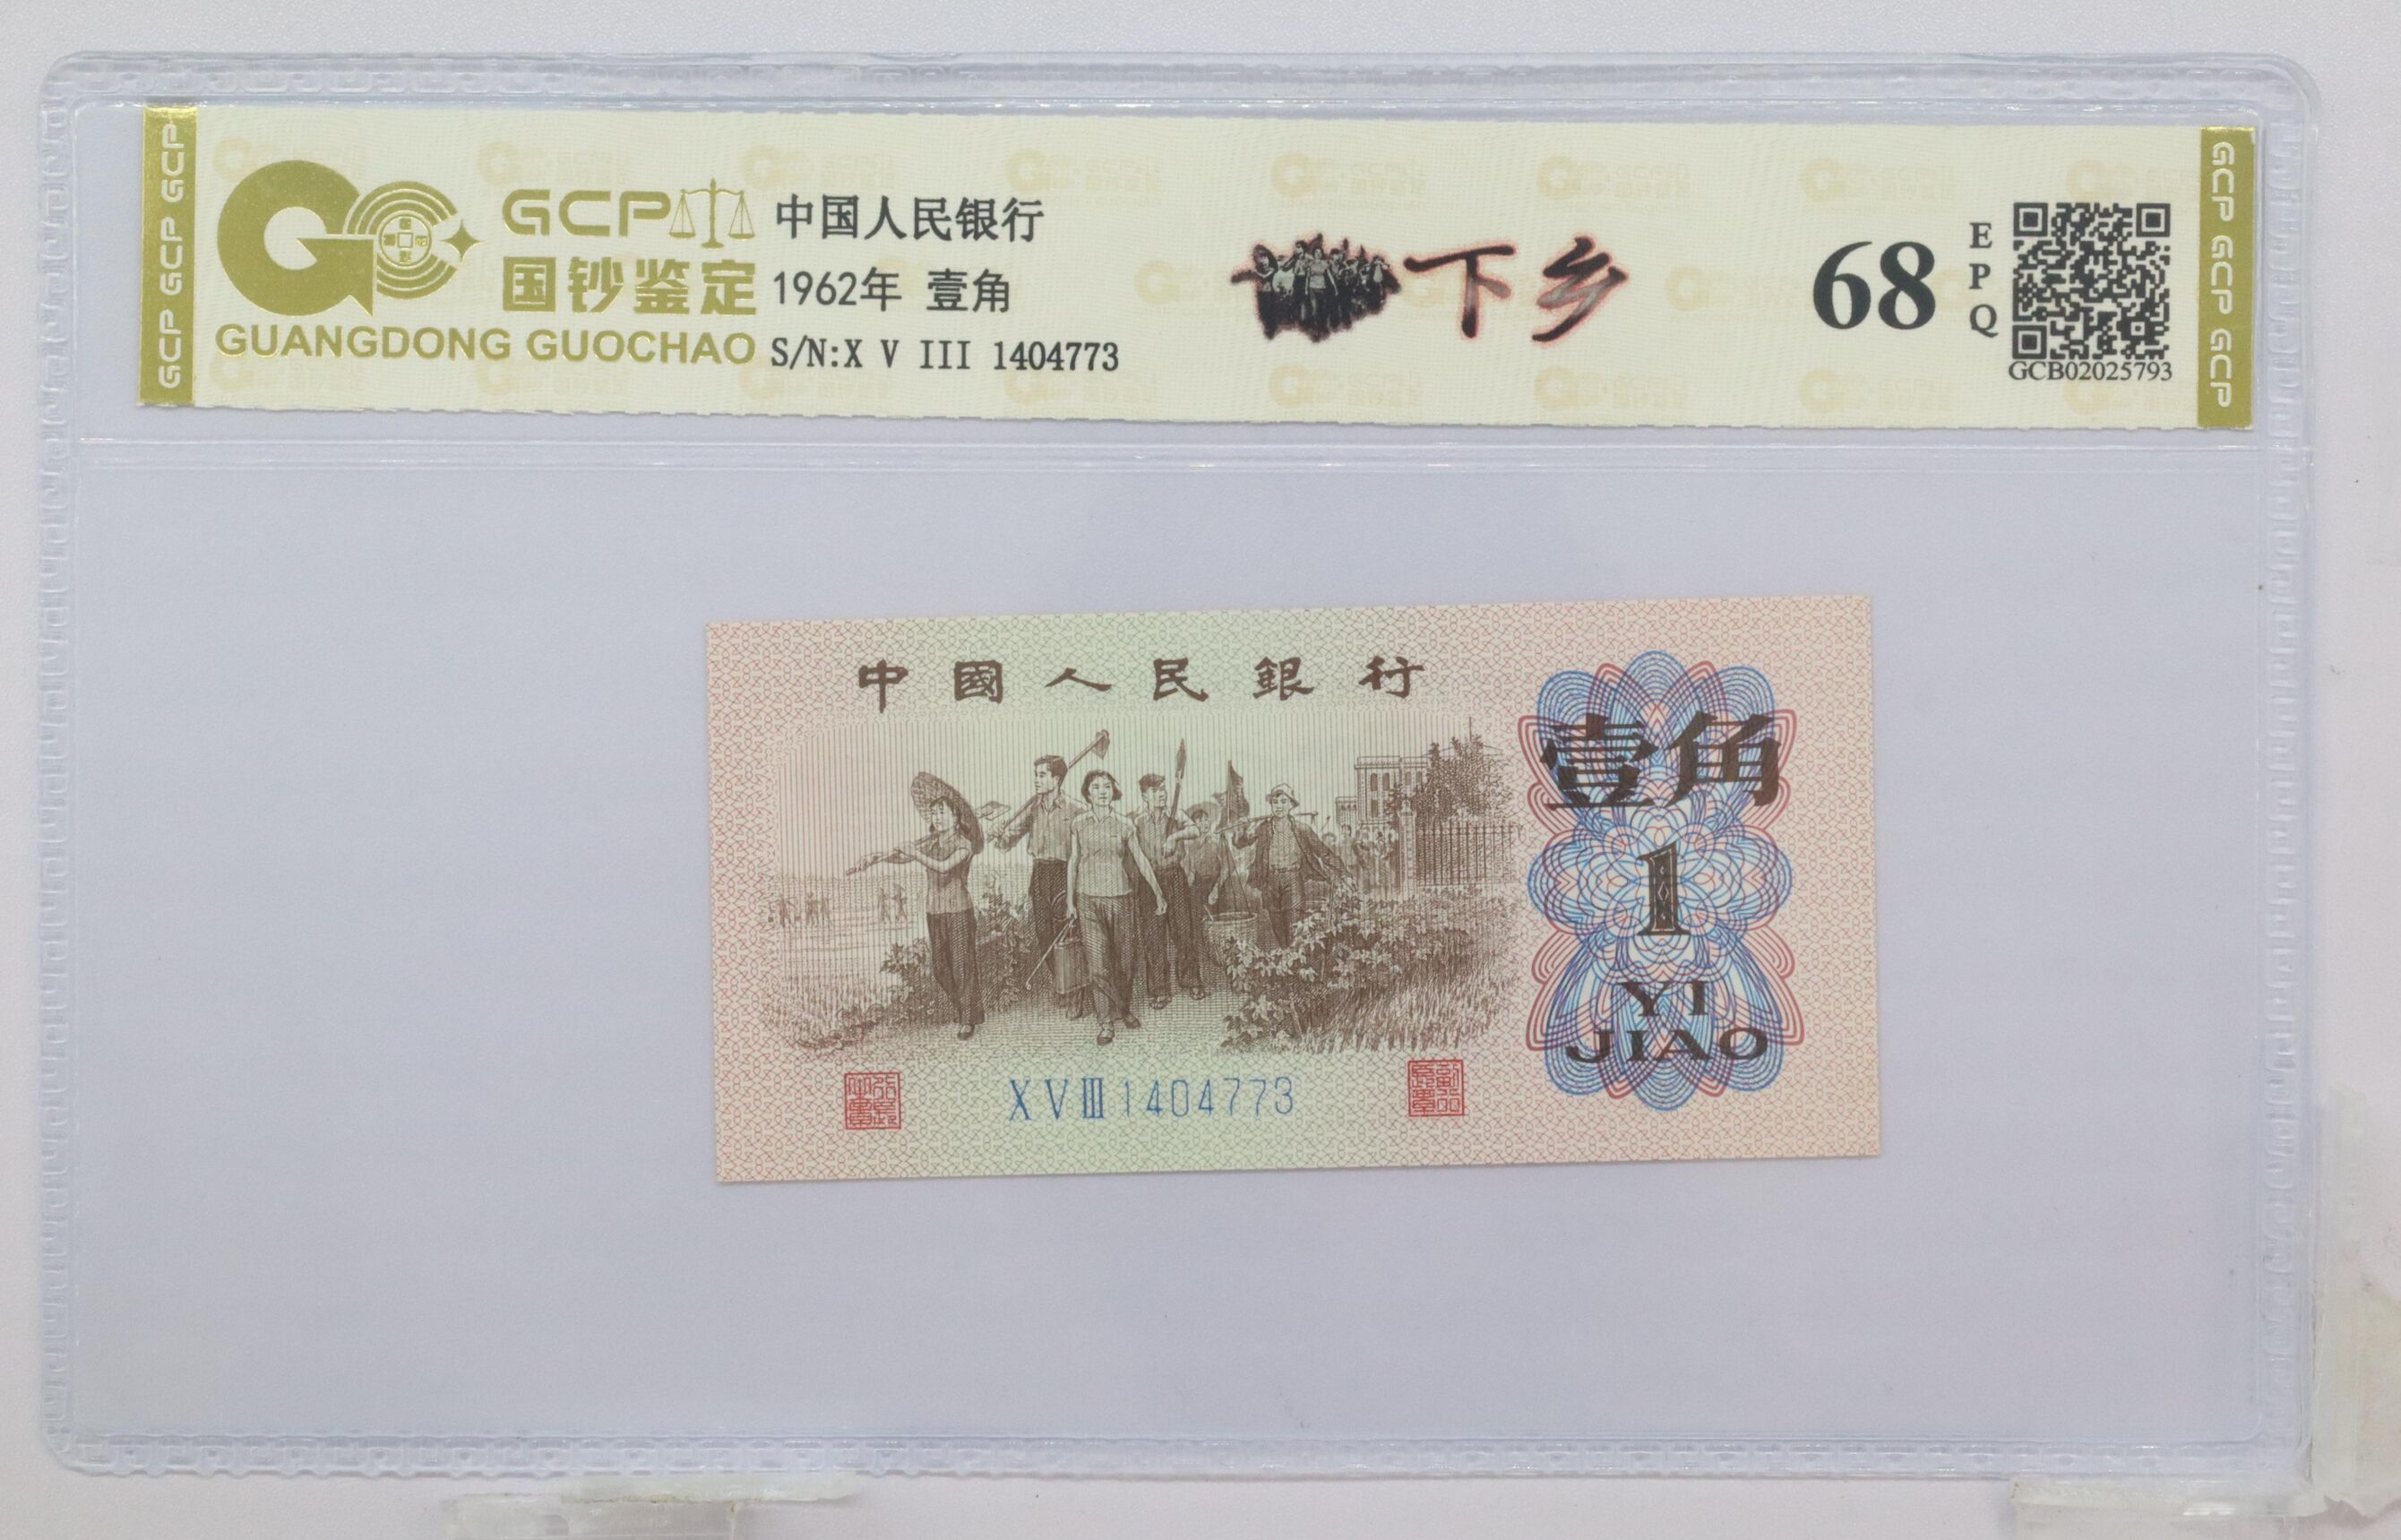 GCP GCP GCP
GCP
国钞鉴定
GUANGDONG GUOCHAO
中国人民银行
1962年 壹角
S/N:X V III 1404773
下乡
68
EPQ
GCB02025793
GCP GCP GCP
中國人民銀行
壹角
1
YI
JIAO
X V III 1404773